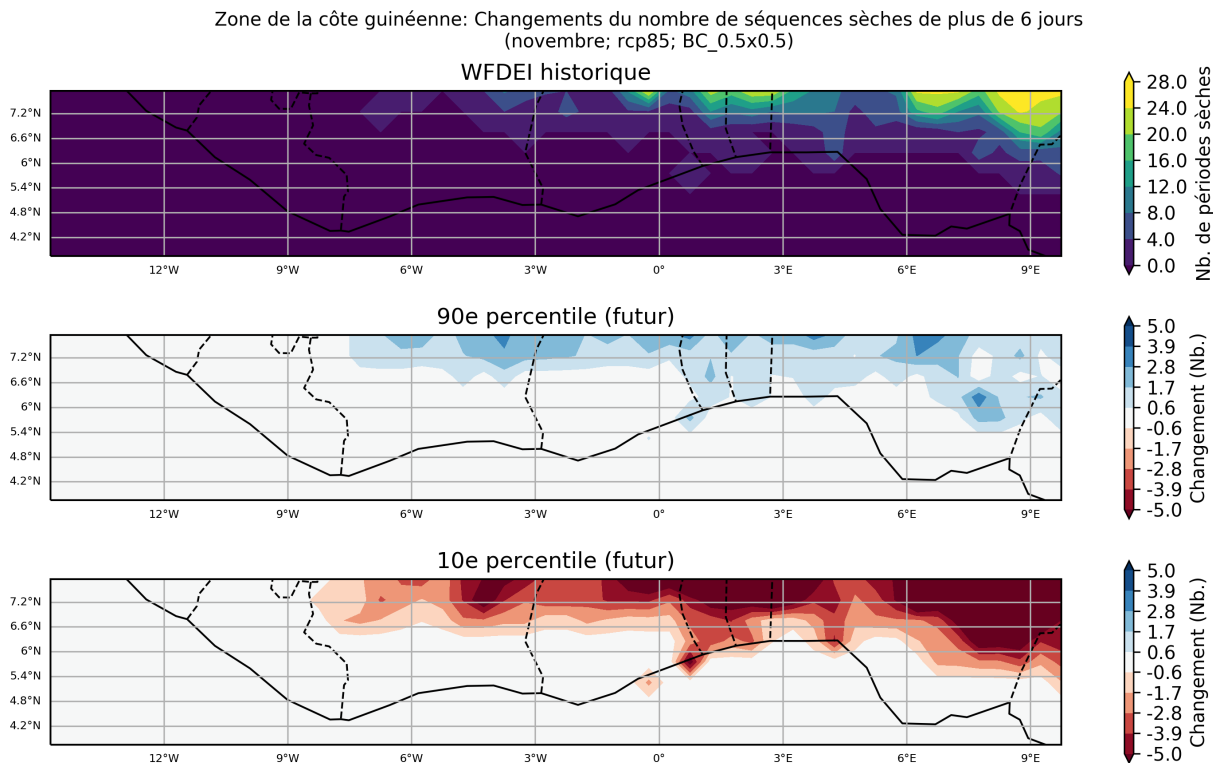 Zone de la côte guinéenne: Changements du nombre de séquences sèches de plus de 6 jours
(novembre; rcp85; BC_0.5x0.5)
WFDEI historique
7.2°N
6.6°N
6°N
5.4°N
4.8°N
4.2°N
12°W 9°W 6°W 3°W 0° 3°E 6°E 9°E
28.0
24.0
20.0
16.0
12.0
8.0
4.0
0.0
Nb. de périodes sèches
90e percentile (futur)
7.2°N
6.6°N
6°N
5.4°N
4.8°N
4.2°N
12°W 9°W 6°W 3°W 0° 3°E 6°E 9°E
5.0
3.9
2.8
1.7
0.6
-0.6
-1.7
-2.8
-3.9
-5.0
Changement (Nb.)
10e percentile (futur)
7.2°N
6.6°N
6°N
5.4°N
4.8°N
4.2°N
12°W 9°W 6°W 3°W 0° 3°E 6°E 9°E
5.0
3.9
2.8
1.7
0.6
-0.6
-1.7
-2.8
-3.9
-5.0
Changement (Nb.)